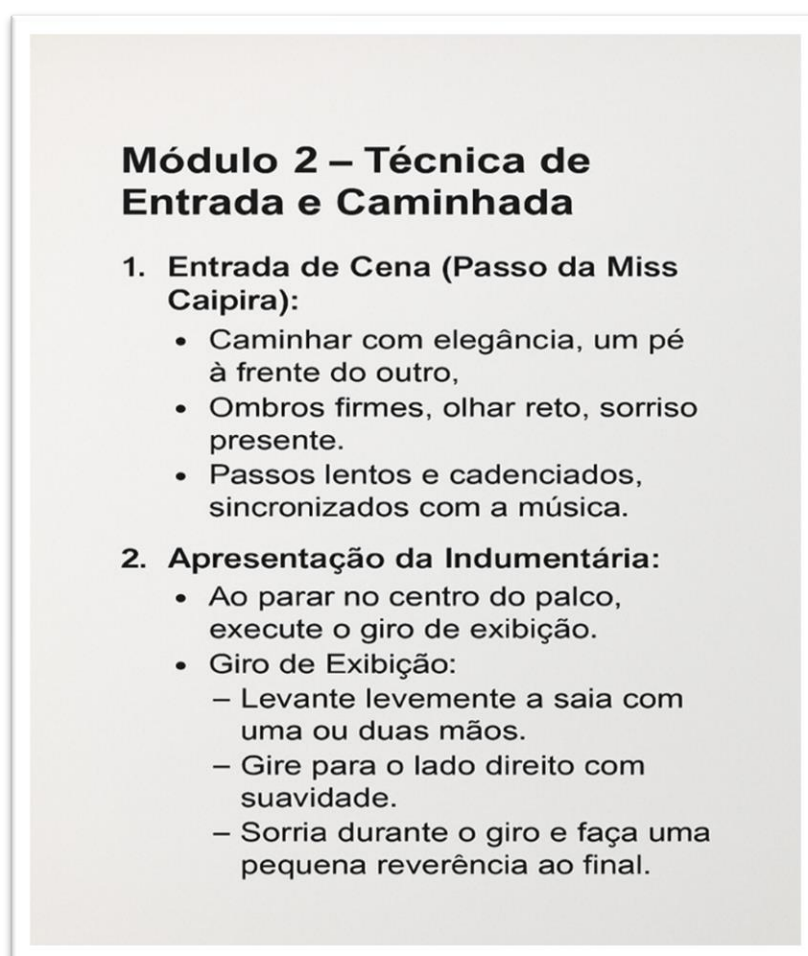 Módulo 2 – Técnica de
Entrada e Caminhada
1. Entrada de Cena (Passo da Miss
Caipira):
• Caminhar com elegância, um pé
à frente do outro,
• Ombros firmes, olhar reto, sorriso
presente.
• Passos lentos e cadenciados,
sincronizados com a música.
2. Apresentação da Indumentária:
• Ao parar no centro do palco,
execute o giro de exibição.
• Giro de Exibição:
– Levante levemente a saia com
uma ou duas mãos.
– Gire para o lado direito com
suavidade.
– Sorria durante o giro e faça uma
pequena reverência ao final.